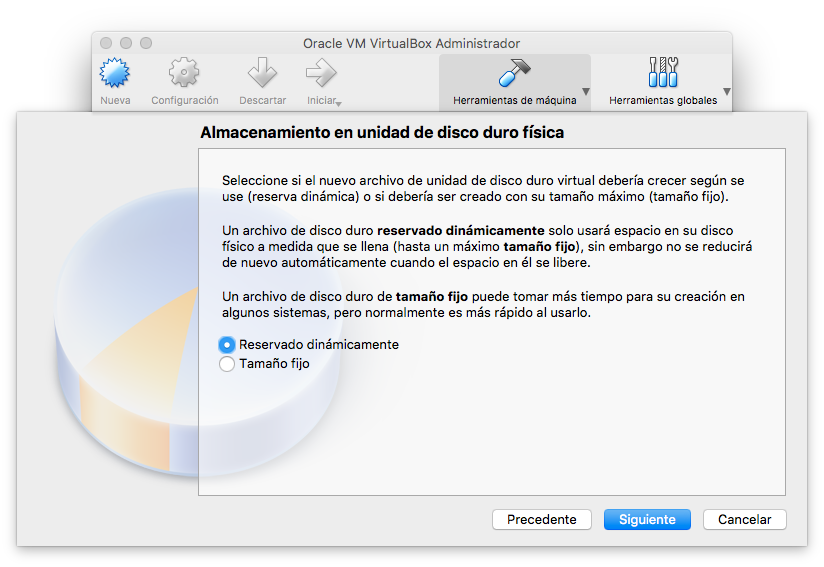 Oracle VM VirtualBox Administrador
Nueva
Configuración
Descartar
Iniciar
Herramientas de máquina
Herramientas globales
Almacenamiento en unidad de disco duro física
Seleccione si el nuevo archivo de unidad de disco duro virtual debería crecer según se
use (reserva dinámica) o si debería ser creado con su tamaño máximo (tamaño fijo).
Un archivo de disco duro reservado dinámicamente solo usará espacio en su disco
físico a medida que se llena (hasta un máximo tamaño fijo), sin embargo no se reducirá
de nuevo automáticamente cuando el espacio en él se libere.
Un archivo de disco duro de tamaño fijo puede tomar más tiempo para su creación en
algunos sistemas, pero normalmente es más rápido al usarlo.
Reservado dinámicamente
Tamaño fijo
Precedente
Siguiente
Cancelar